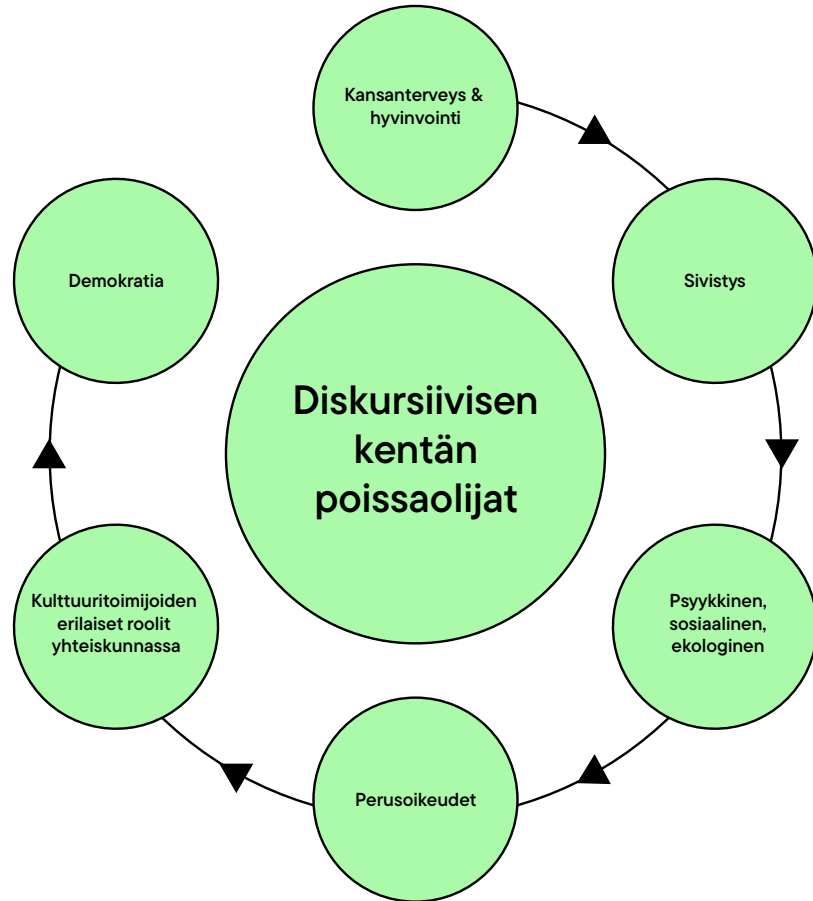 Kansanterveys &
hyvinvointi
Sivistys
Psyykkinen,
sosiaalinen,
ekologinen
Perusoikeudet
Kulttuuritoimijoiden
erilaiset roolit
yhteiskunnassa
Demokratia
Diskursiivisen
kentän
poissaolijat